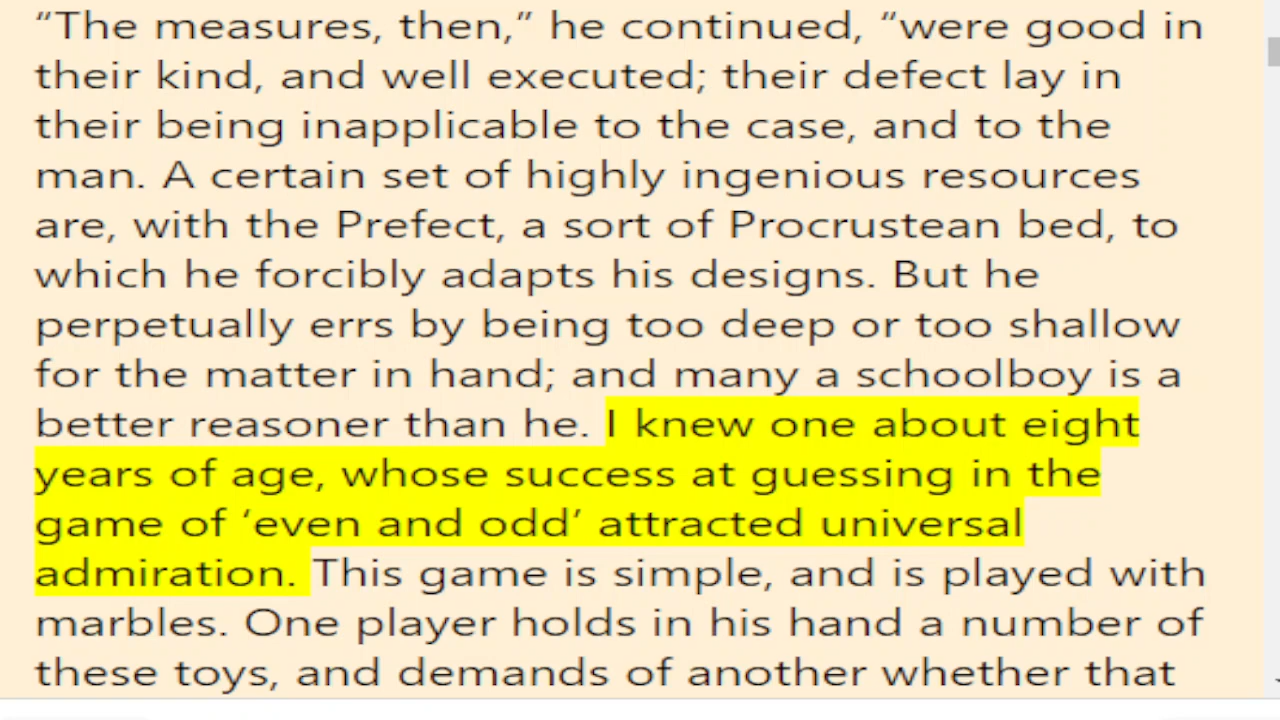 “The measures, then,” he continued, “were good in
their kind, and well executed; their defect lay in
their being inapplicable to the case, and to the
man. A certain set of highly ingenious resources
are, with the Prefect, a sort of Procrustean bed, to
which he forcibly adapts his designs. But he
perpetually errs by being too deep or too shallow
for the matter in hand; and many a schoolboy is a
better reasoner than he. I knew one about eight
years of age, whose success at guessing in the
game of ‘even and odd’ attracted universal
admiration. This game is simple, and is played with
marbles. One player holds in his hand a number of
these toys, and demands of another whether that